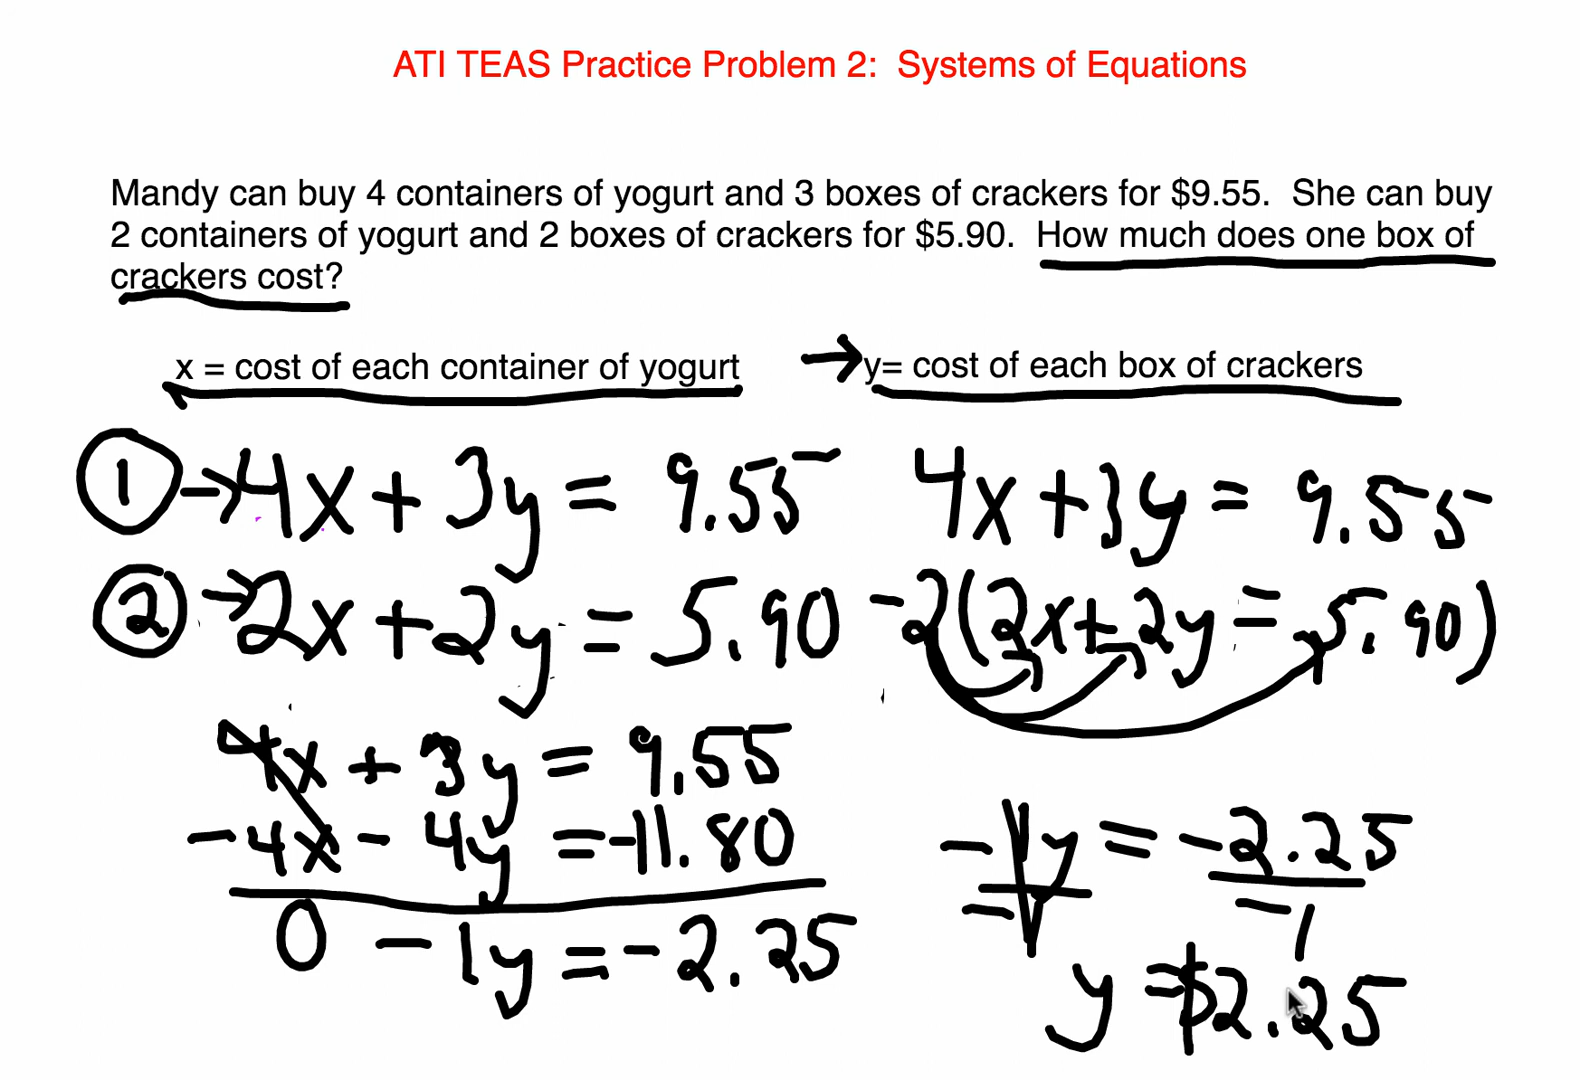 ATI TEAS Practice Problem 2:  Systems of Equations
Mandy can buy 4 containers of yogurt and 3 boxes of crackers for $9.55.  She can buy
2 containers of yogurt and 2 boxes of crackers for $5.90.  How much does one box of
crackers cost?
x = cost of each container of yogurt → y= cost of each box of crackers
① → 4x + 3y = 9.55 4x + 3y = 9.55
② → 2x + 2y = 5.90 -2(2x + 2y = 5.90)
4x + 3y = 9.55
-4x - 4y = -11.80 -1y = -2.25
0 - 1y = -2.25 -1 -1
y = $2.25